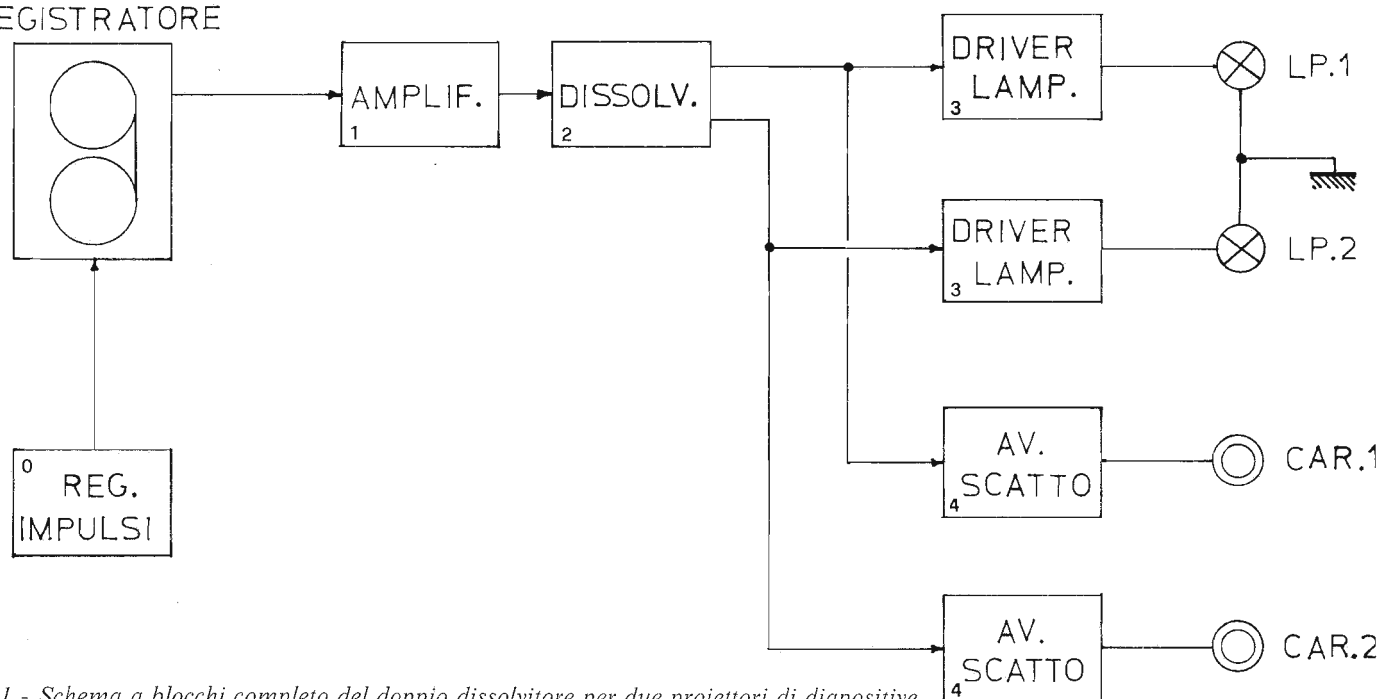 EGISTRATORE
AMPLIF.
1
DISSOLV.
2
DRIVER
LAMP.
3
LP.1
DRIVER
LAMP.
3
LP.2
0
REG.
IMPULSI
AV.
SCATTO
4
CAR.1
AV.
SCATTO
4
CAR.2
1 - Schema a blocchi completo del doppio dissolvitore per due proiettori di diapositive